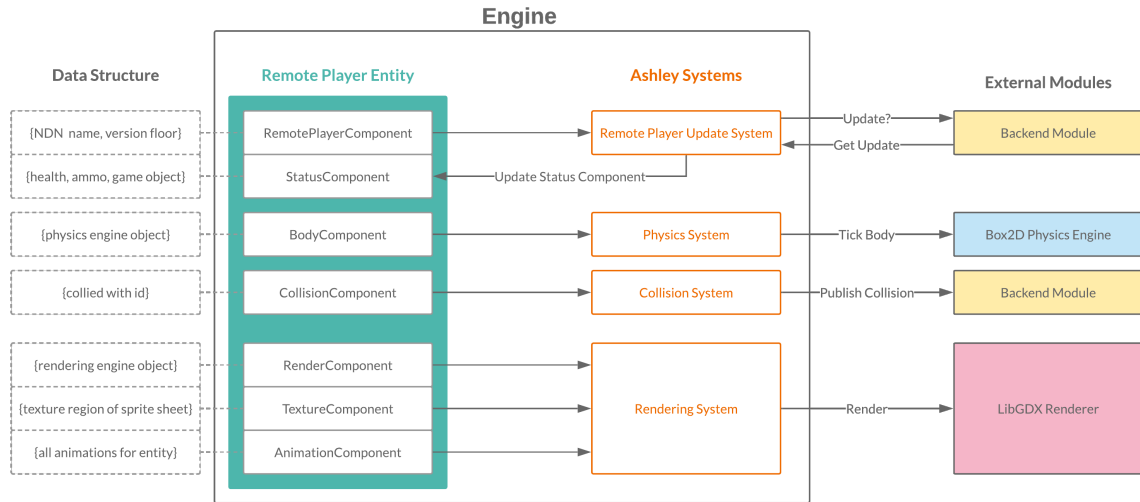 Engine
Data Structure
Remote Player Entity
Ashley Systems
External Modules
{NDN name, version floor}
RemotePlayerComponent
Remote Player Update System
Update?
Get Update
Backend Module
{health, ammo, game object}
StatusComponent
Update Status Component
{physics engine object}
BodyComponent
Physics System
Tick Body
Box2D Physics Engine
{collied with id}
CollisionComponent
Collision System
Publish Collision
Backend Module
{rendering engine object}
RenderComponent
{texture region of sprite sheet}
TextureComponent
Rendering System
Render
LibGDX Renderer
{all animations for entity}
AnimationComponent